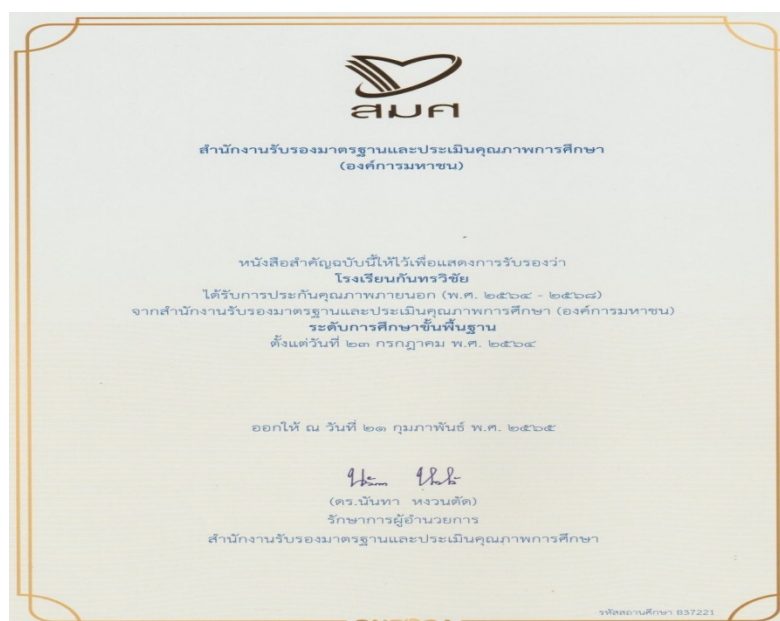 สมศ
สำนักงานรับรองมาตรฐานและประเมินคุณภาพการศึกษา
(องค์การมหาชน)
หนังสือสำคัญฉบับนี้ให้ไว้เพื่อแสดงการรับรองว่า
โรงเรียนกันทรวิชัย
ได้รับการประกันคุณภาพภายนอก (พ.ศ. ๒๕๖๔ - ๒๕๖๘)
จากสำนักงานรับรองมาตรฐานและประเมินคุณภาพการศึกษา (องค์การมหาชน)
ระดับการศึกษาขั้นพื้นฐาน
ตั้งแต่วันที่ ๒๓ กรกฎาคม พ.ศ. ๒๕๖๔
ออกให้ ณ วันที่ ๒๑ กุมภาพันธ์ พ.ศ. ๒๕๖๕
(ดร.นันทา หงวนตัด)
รักษาการผู้อำนวยการ
สำนักงานรับรองมาตรฐานและประเมินคุณภาพการศึกษา
รหัสสถานศึกษา 837221